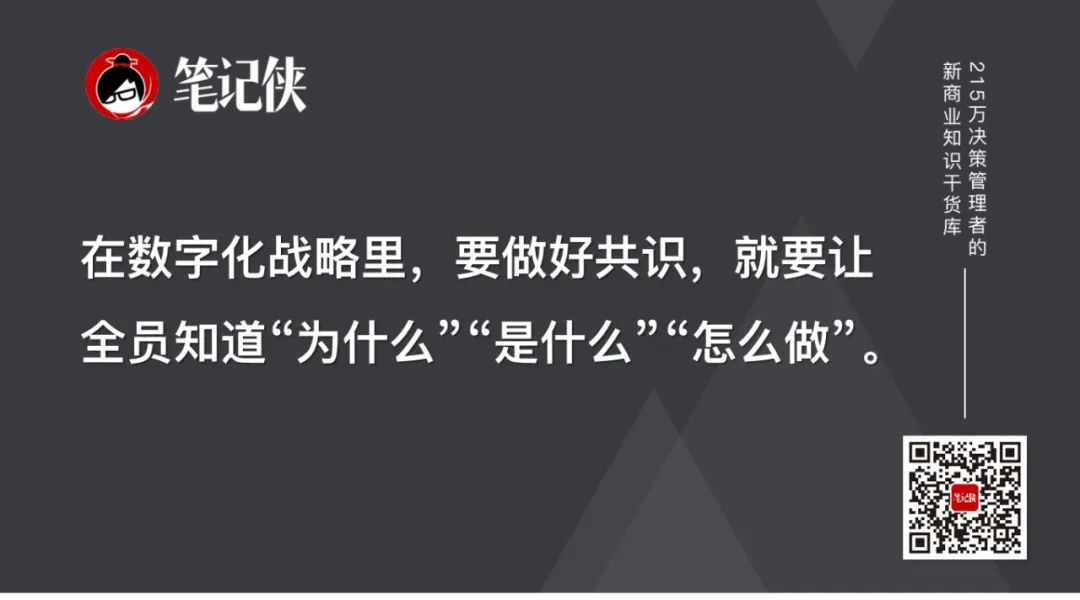 笔记侠
215万决策管理者的
新商业知识干货库
在数字化战略里，要做好共识，就要让
全员知道“为什么”“是什么”“怎么做”。
笔记侠